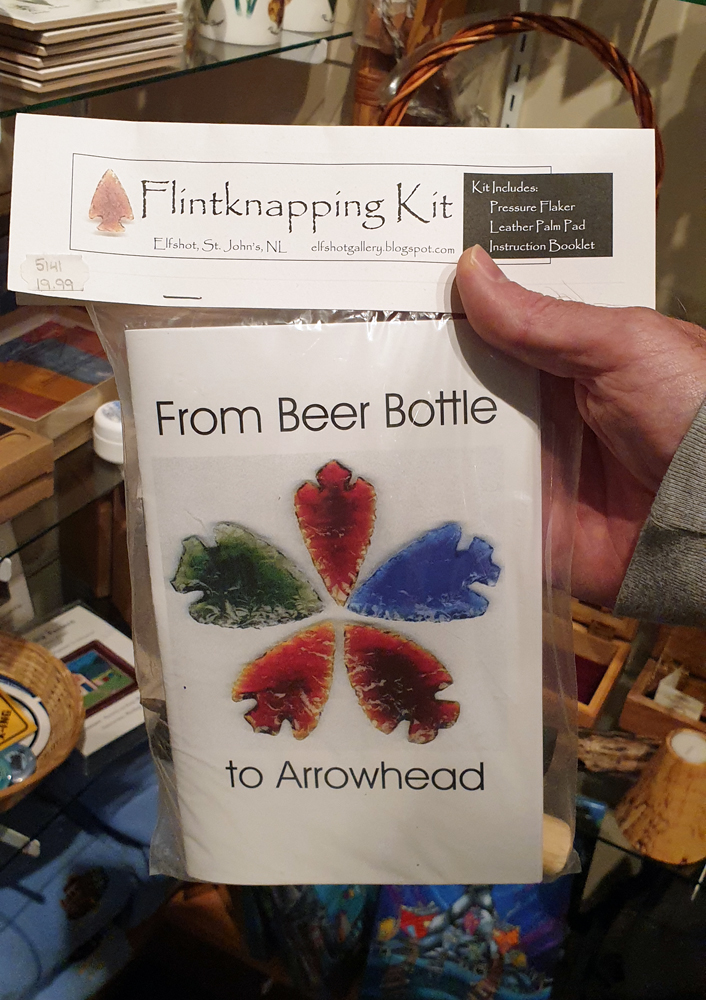 Flintknapping Kit
Elfshot, St. John's, NL elfshotgallery.blogspot.com
Kit Includes:
Pressure Flaker
Leather Palm Pad
Instruction Booklet
5141
19.99
From Beer Bottle
to Arrowhead
X-ING